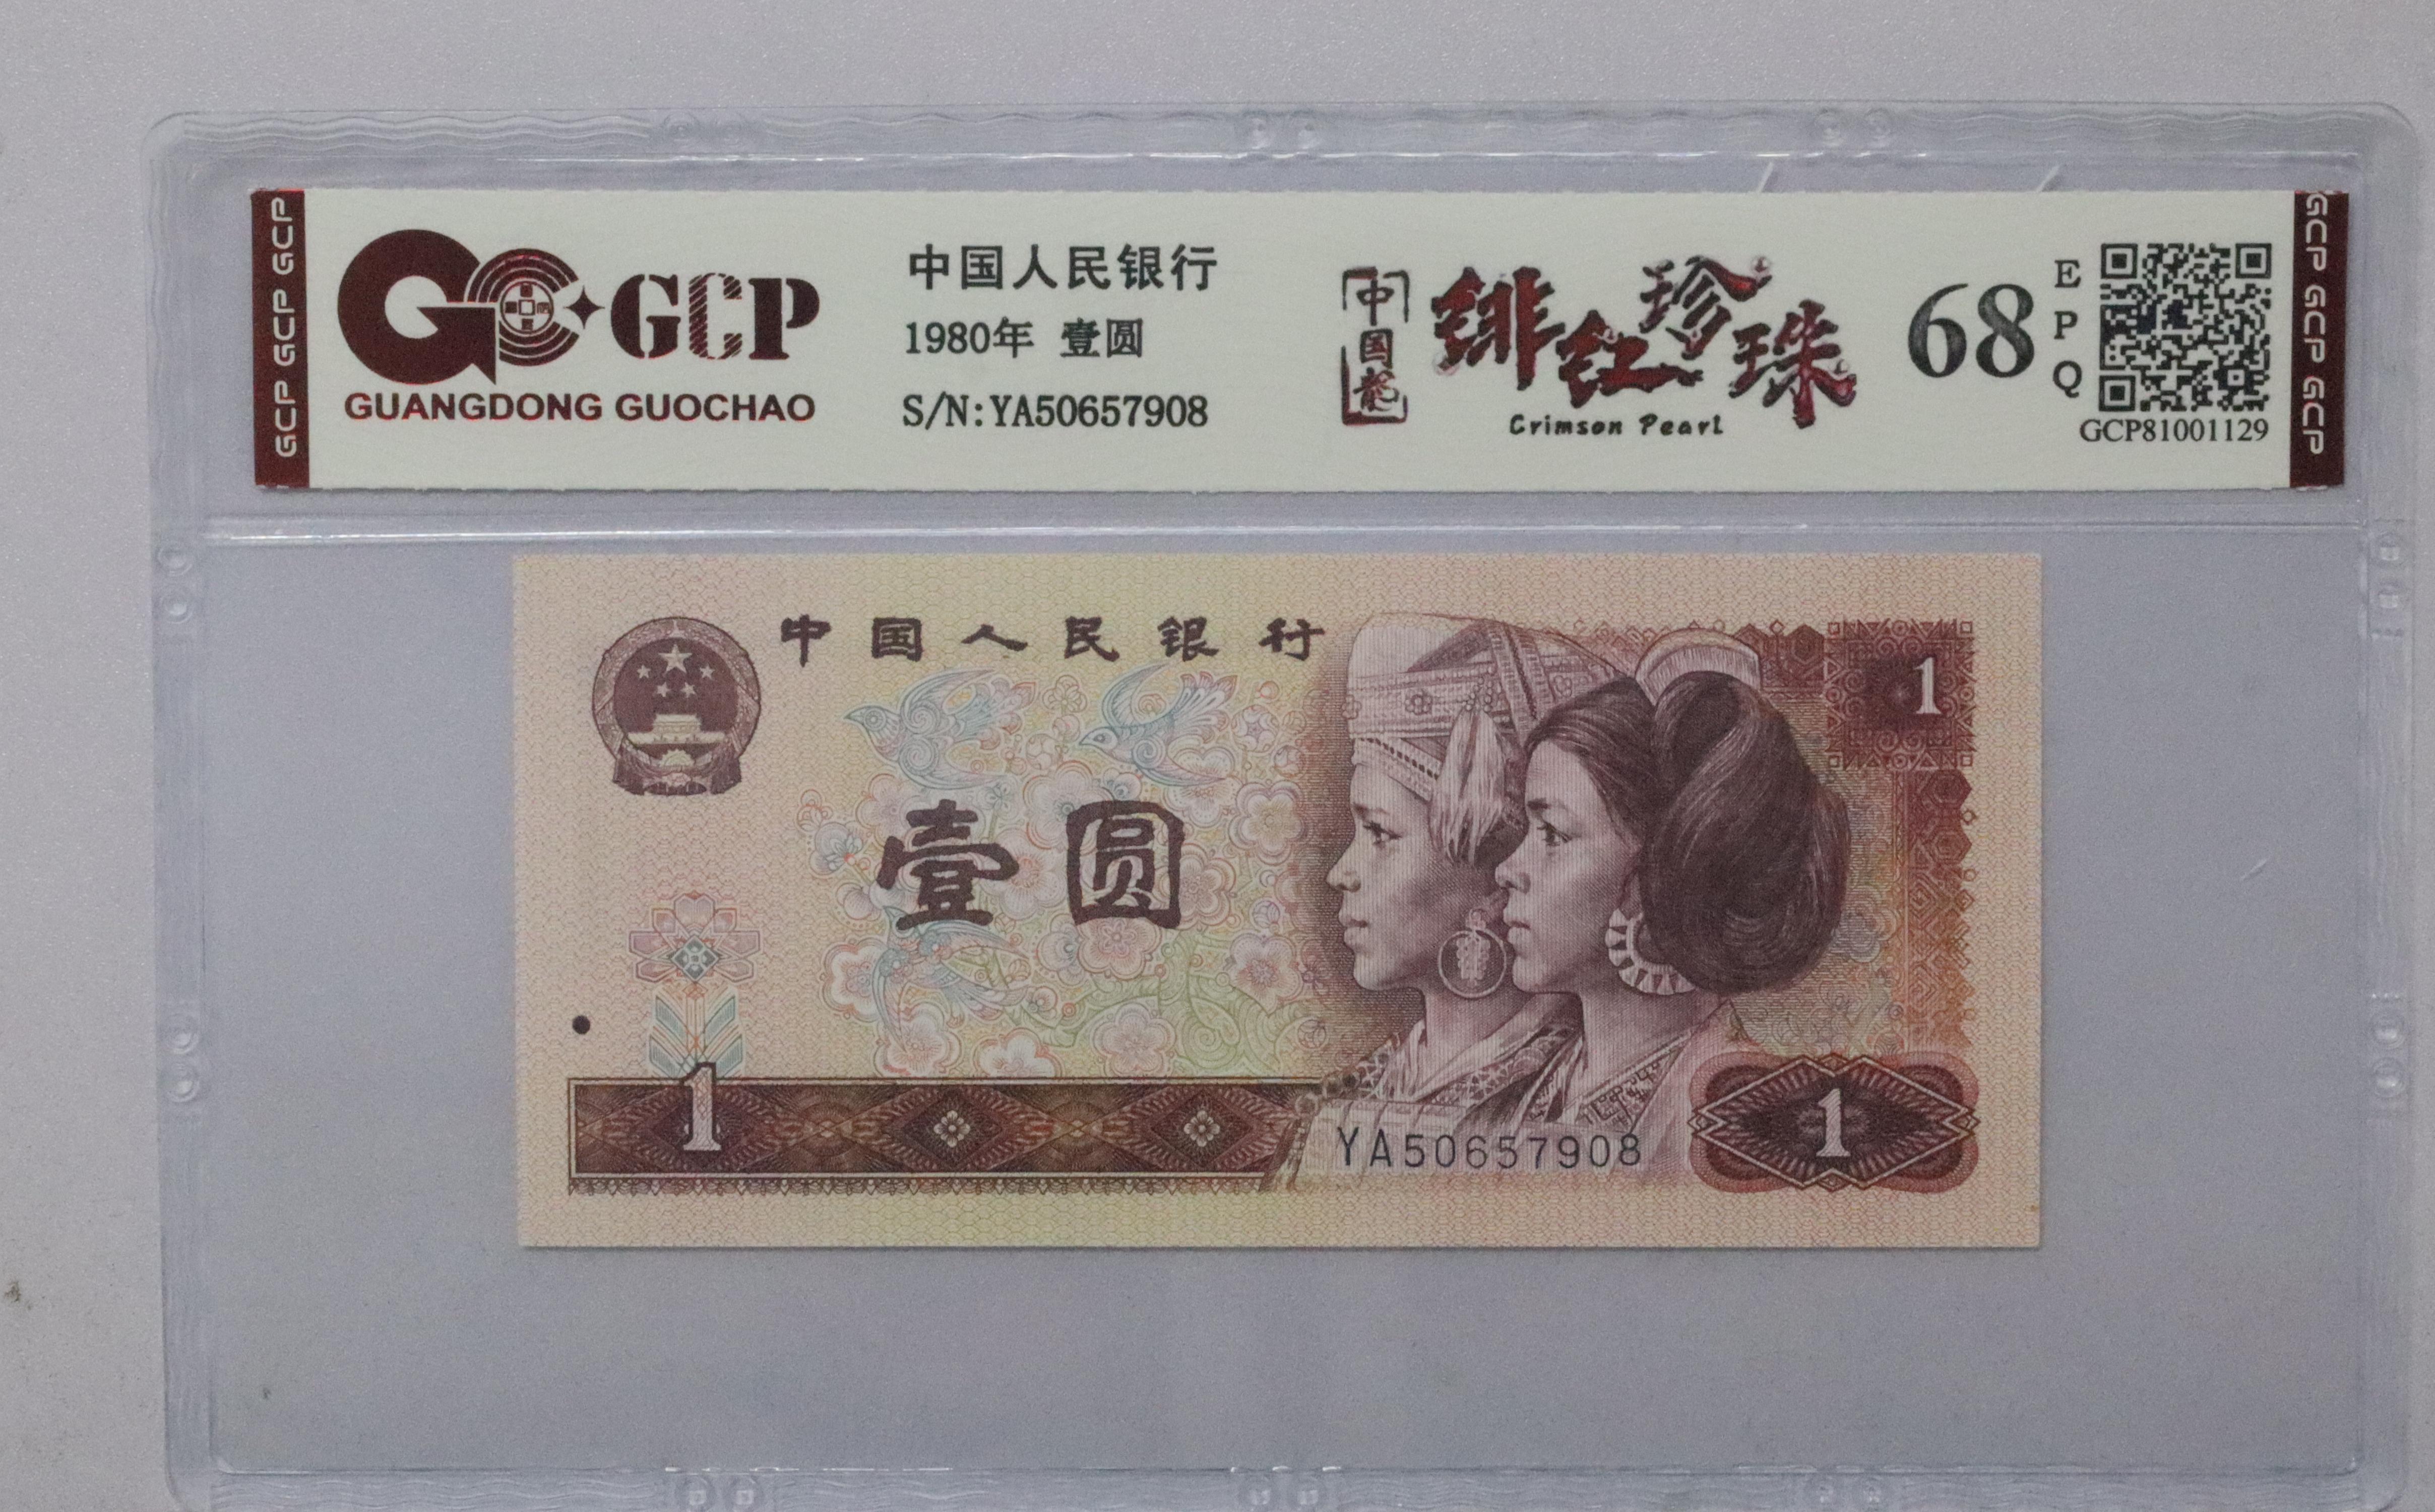 GCP GCP GCP
GCP
GUANGDONG GUOCHAO
中国人民银行
1980年 壹圆
S/N:YA50657908
中国龍
绯红珍珠
Crimson Pearl
68
EPQ
GCP81001129
GCP GCP GCP
中国人民银行
1
壹圆
1
YA50657908
1